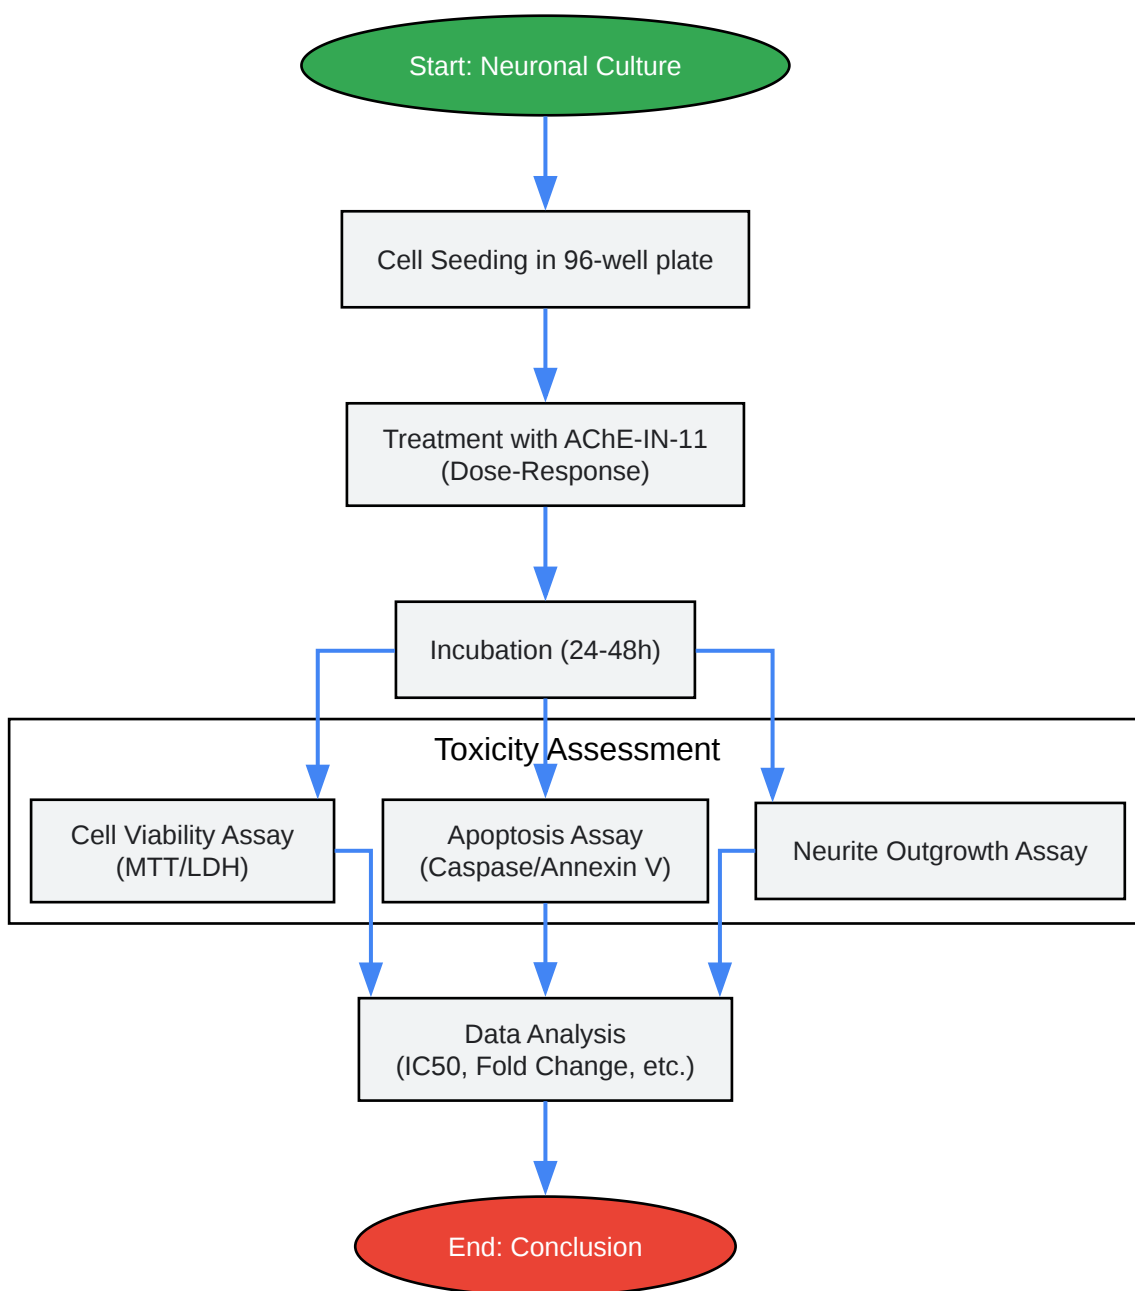 Start: Neuronal Culture
Cell Seeding in 96-well plate
Treatment with AChE-IN-11
(Dose-Response)
Incubation (24-48h)
Toxicity Assessment
Cell Viability Assay
(MTT/LDH)
Apoptosis Assay
(Caspase/Annexin V)
Neurite Outgrowth Assay
Data Analysis
(IC50, Fold Change, etc.)
End: Conclusion